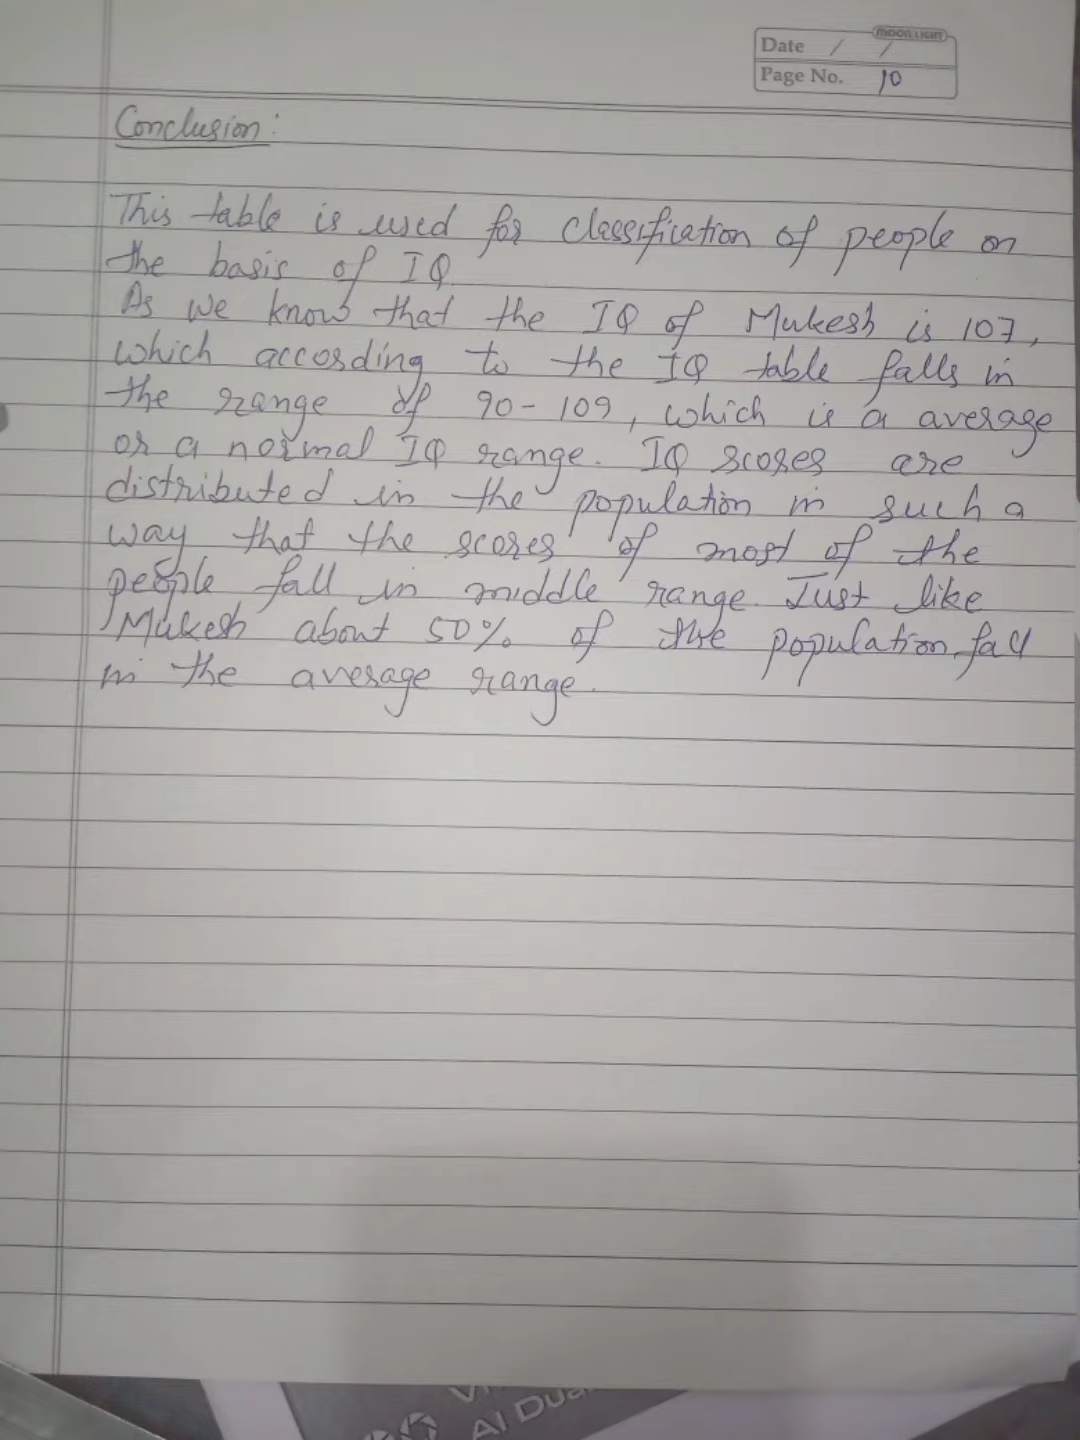 MOON LIGHT
Date / /
Page No. 10
Conclusion:
This table is used for classification of people on
the basis of IQ
As we know that the IQ of Mukesh is 107,
which according to the IQ table falls in
the range of 90-109, which is a average
or a normal IQ range. IQ scores are
distributed in the population in such a
way that the scores of most of the
people fall in middle range. Just like
Mukesh about 50% of the population fall
in the average range.
AI Dua